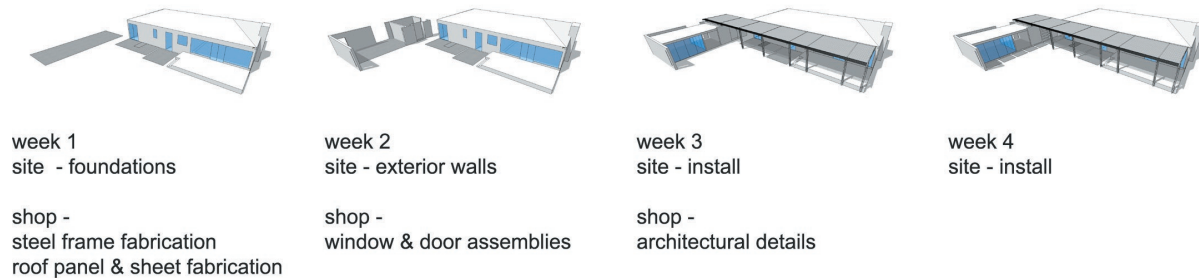 week 1
site - foundations
shop -
steel frame fabrication
roof panel & sheet fabrication
week 2
site - exterior walls
shop -
window & door assemblies
week 3
site - install
shop -
architectural details
week 4
site - install